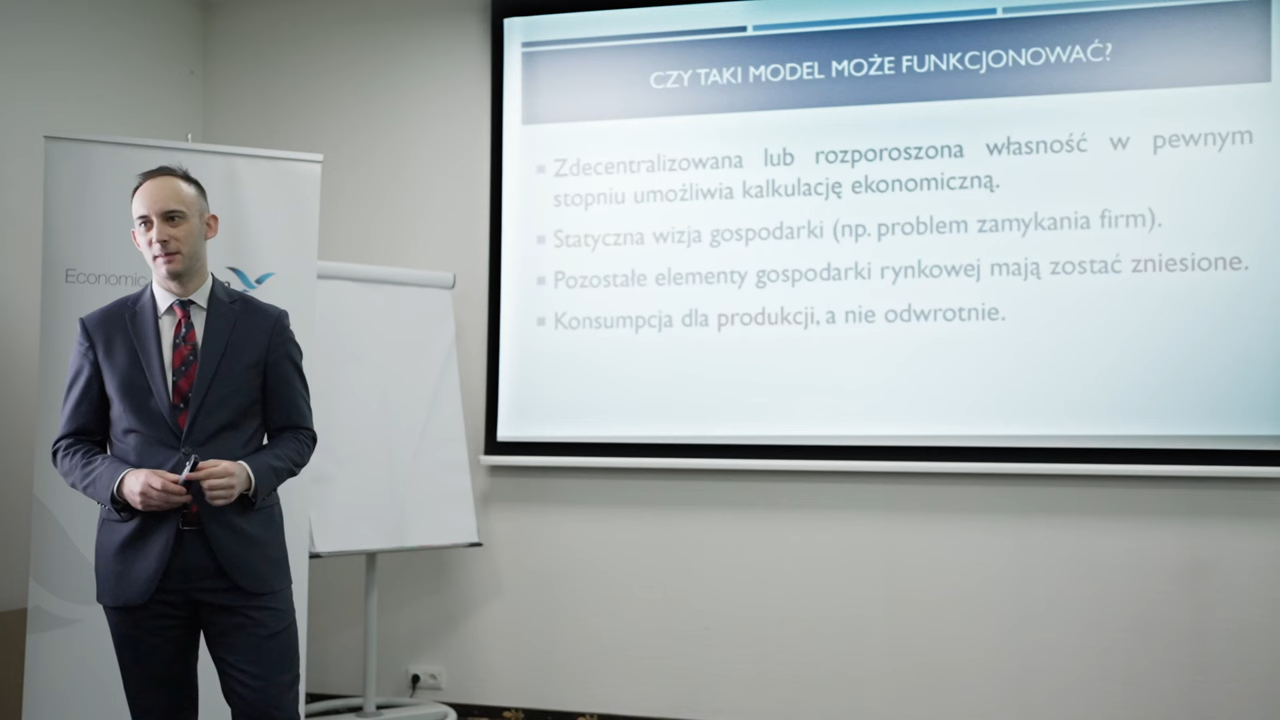 CZY TAKI MODEL MOŻE FUNKCJONOWAĆ?
Zdecentralizowana lub rozporoszona własność w pewnym
stopniu umożliwia kalkulację ekonomiczną.
Statyczna wizja gospodarki (np. problem zamykania firm).
Pozostałe elementy gospodarki rynkowej mają zostać zniesione.
Konsumpcja dla produkcji, a nie odwrotnie.
Economic